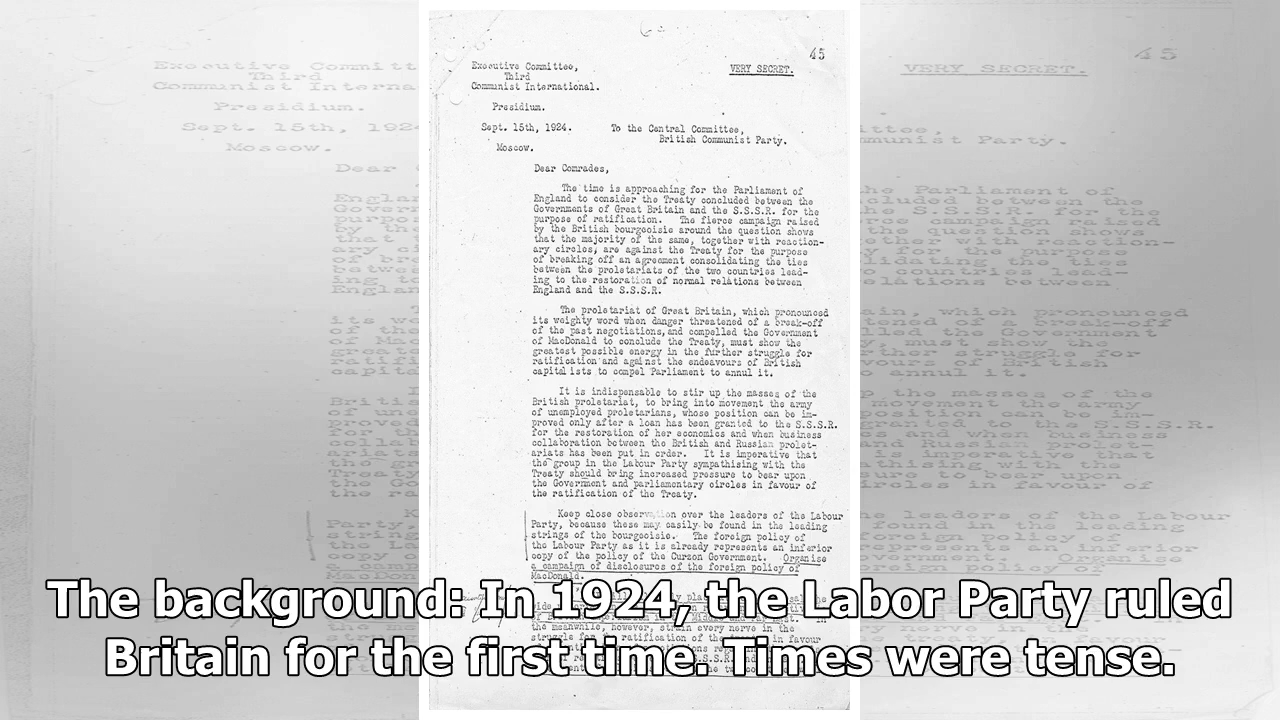 45
Executive Committee,
VERY SECRET.
Third
Communist International.
Presidium.
Sept. 15th, 1924.
To the Central Committee,
British Communist Party.
Moscow.
Dear Comrades,
The time is approaching for the Parliament of
England to consider the Treaty concluded between the
Governments of Great Britain and the S.S.S.R. for the
purpose of ratification. The fierce campaign raised
by the British bourgeoisie around the question shows
that the majority of the same, together with reaction-
ary circles, are against the Treaty for the purpose
of breaking off an agreement consolidating the ties
between the proletariats of the two countries lead-
ing to the restoration of normal relations between
England and the S.S.S.R.
The proletariat of Great Britain, which pronounced
its weighty word when danger threatened of a break-off
of the past negotiations, and compelled the Government
of MacDonald to conclude the Treaty, must show the
greatest possible energy in the further struggle for
ratification and against the endeavours of British
capitalists to compel Parliament to annul it.
It is indispensable to stir up the masses of the
British proletariat, to bring into movement the army
of unemployed proletarians, whose position can be im-
proved only after a loan has been granted to the S.S.S.R.
for the restoration of her economics and when business
collaboration between the British and Russian prolet-
ariats has been put in order. It is imperative that
the group in the Labour Party sympathising with the
Treaty should bring increased pressure to bear upon
the Government and parliamentary circles in favour of
the ratification of the Treaty.
Keep close observation over the leaders of the Labour
Party, because these may easily be found in the leading
strings of the bourgeoisie. The foreign policy of
the Labour Party as it is already represents an inferior
copy of the policy of the Curzon Government. Organise
a campaign of disclosures of the foreign policy of
MacDonald.
the meanwhile, however, strain every nerve in the
The background: In 1924, the Labor Party ruled
Britain for the first time. Times were tense.